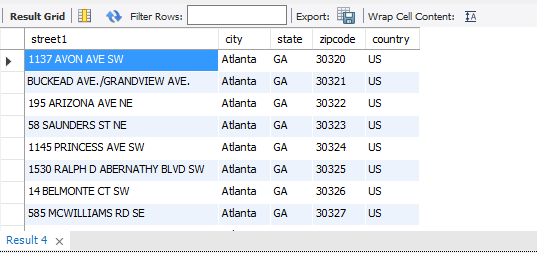 Result Grid Filter Rows: Export: Wrap Cell Content: IA
street1 city state zipcode country
1137 AVON AVE SW Atlanta GA 30320 US
BUCKEAD AVE./GRANDVIEW AVE. Atlanta GA 30321 US
195 ARIZONA AVE NE Atlanta GA 30322 US
58 SAUNDERS ST NE Atlanta GA 30323 US
1145 PRINCESS AVE SW Atlanta GA 30324 US
1530 RALPH D ABERNATHY BLVD SW Atlanta GA 30325 US
14 BELMONTE CT SW Atlanta GA 30326 US
585 MCWILLIAMS RD SE Atlanta GA 30327 US
Result 4 ×